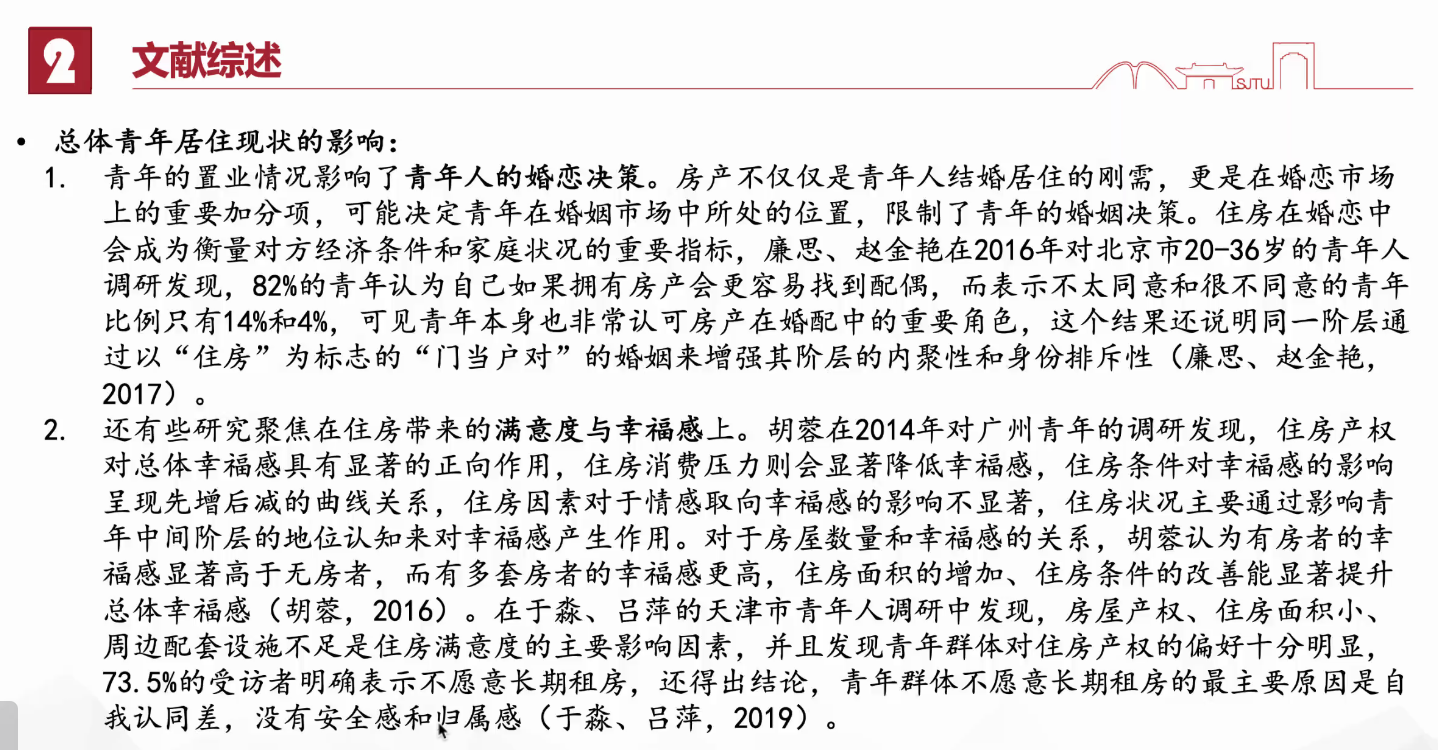 2
文献综述
SJTU
• 总体青年居住现状的影响：
1. 青年的置业情况影响了青年人的婚恋决策。房产不仅仅是青年人结婚居住的刚需，更是在婚恋市场
上的重要加分项，可能决定青年在婚姻市场中所处的位置，限制了青年的婚姻决策。住房在婚恋中
会成为衡量对方经济条件和家庭状况的重要指标，廉思、赵金艳在2016年对北京市20-36岁的青年人
调研发现，82%的青年认为自己如果拥有房产会更容易找到配偶，而表示不太同意和很不同意的青年
比例只有14%和4%，可见青年本身也非常认可房产在婚配中的重要角色，这个结果还说明同一阶层通
过以“住房”为标志的“门当户对”的婚姻来增强其阶层的内聚性和身份排斥性（廉思、赵金艳，
2017）。
2. 还有些研究聚焦在住房带来的满意度与幸福感上。胡蓉在2014年对广州青年的调研发现，住房产权
对总体幸福感具有显著的正向作用，住房消费压力则会显著降低幸福感，住房条件对幸福感的影响
呈现先增后减的曲线关系，住房因素对于情感取向幸福感的影响不显著，住房状况主要通过影响青
年中间阶层的地位认知来对幸福感产生作用。对于房屋数量和幸福感的关系，胡蓉认为有房者的幸
福感显著高于无房者，而有多套房者的幸福感更高，住房面积的增加、住房条件的改善能显著提升
总体幸福感（胡蓉，2016）。在于淼、吕萍的天津市青年人调研中发现，房屋产权、住房面积小、
周边配套设施不足是住房满意度的主要影响因素，并且发现青年群体对住房产权的偏好十分明显，
73.5%的受访者明确表示不愿意长期租房，还得出结论，青年群体不愿意长期租房的最主要原因是自
我认同差，没有安全感和归属感（于淼、吕萍，2019）。